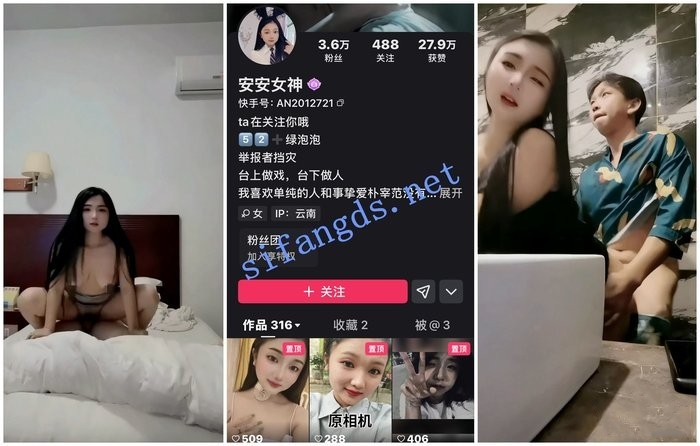 3.6万
488
27.9万
粉丝
关注
获赞
安安女神
快手号: AN2012721
ta在关注你哦
5 2 ➕ 绿泡泡
举报者挡灾
台上做戏，台下做人
我喜欢单纯的人和事挚爱朴宰范没有... 展开
女
IP：云南
粉丝团
加入享特权
sifangds.net
＋ 关注
作品 316
收藏 2
被@ 3
置顶
置顶
置顶
原相机
509
288
406